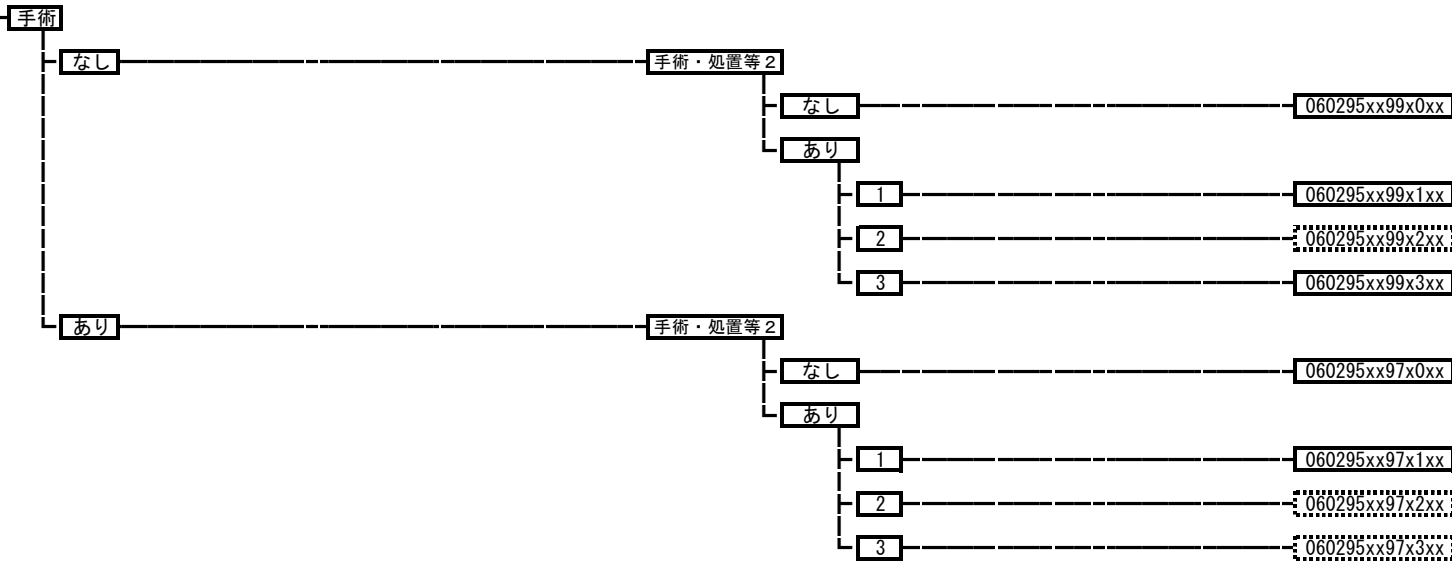 手術
なし 手術・処置等２
なし 060295xx99x0xx
あり
1 060295xx99x1xx
2 060295xx99x2xx
3 060295xx99x3xx
あり 手術・処置等２
なし 060295xx97x0xx
あり
1 060295xx97x1xx
2 060295xx97x2xx
3 060295xx97x3xx